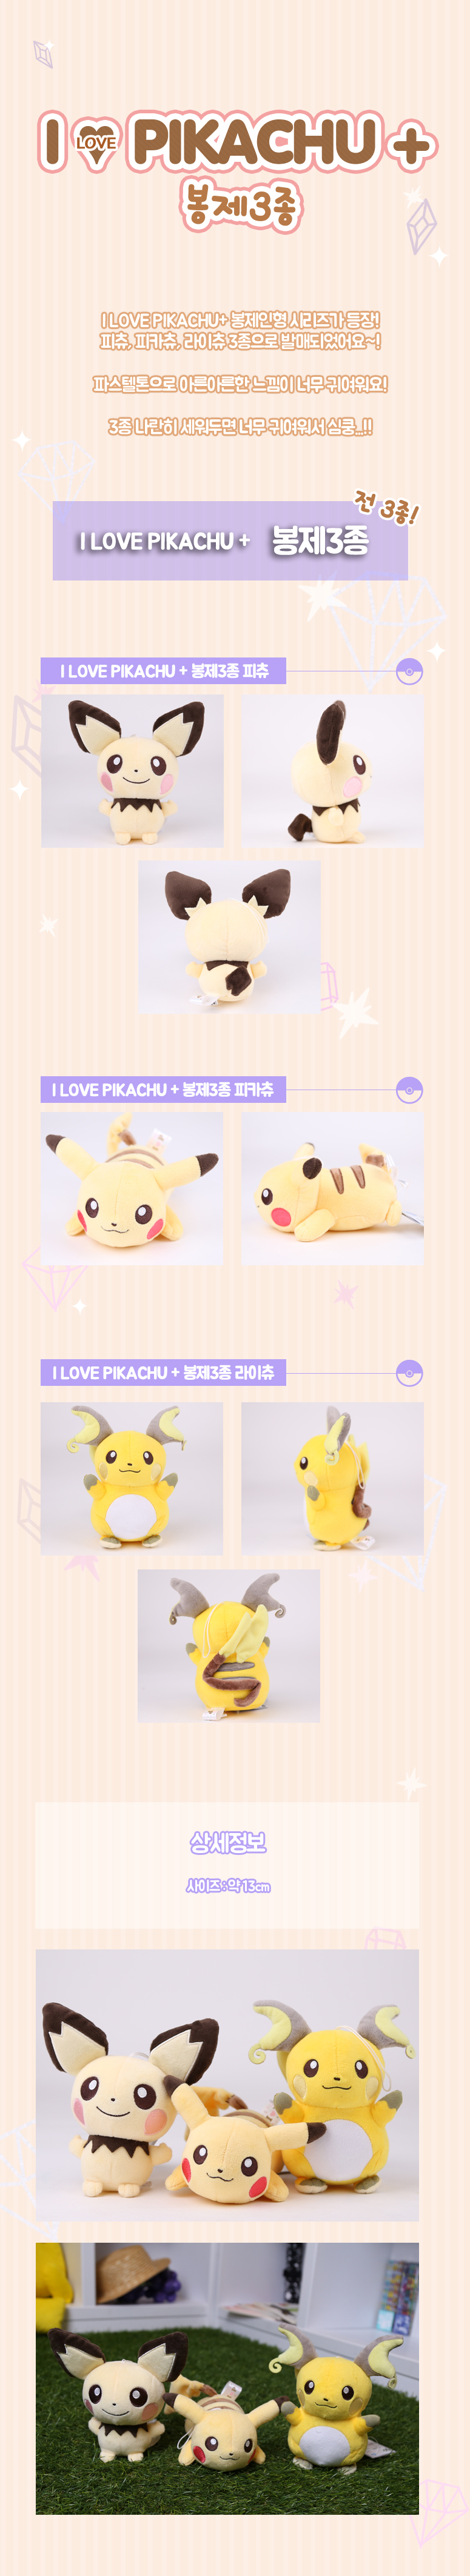 I LOVE PIKACHU +
봉제3종
I LOVE PIKACHU+ 봉제인형 시리즈가 등장!
피츄, 피카츄, 라이츄 3종으로 발매되었어요~!
파스텔톤으로 아른아른한 느낌이 너무 귀여워요!
3종 나란히 세워두면 너무 귀여워서 심쿵...!!
전 3종!
I LOVE PIKACHU + 봉제3종
I LOVE PIKACHU + 봉제3종 피츄
I LOVE PIKACHU + 봉제3종 피카츄
I LOVE PIKACHU + 봉제3종 라이츄
상세정보
사이즈 : 약 13cm